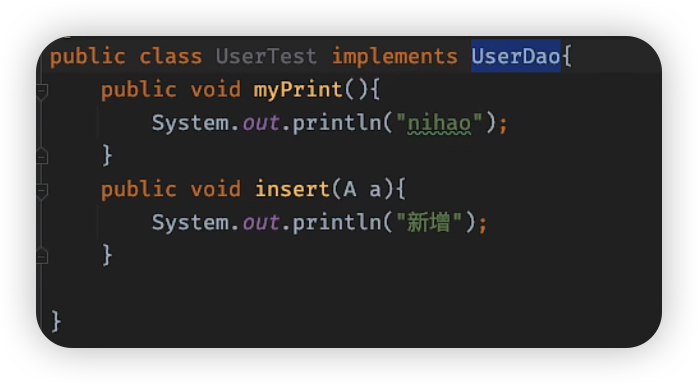 public class UserTest implements UserDao{
    public void myPrint(){
        System.out.println("nihao");
    }
    public void insert(A a){
        System.out.println("新增");
    }
}